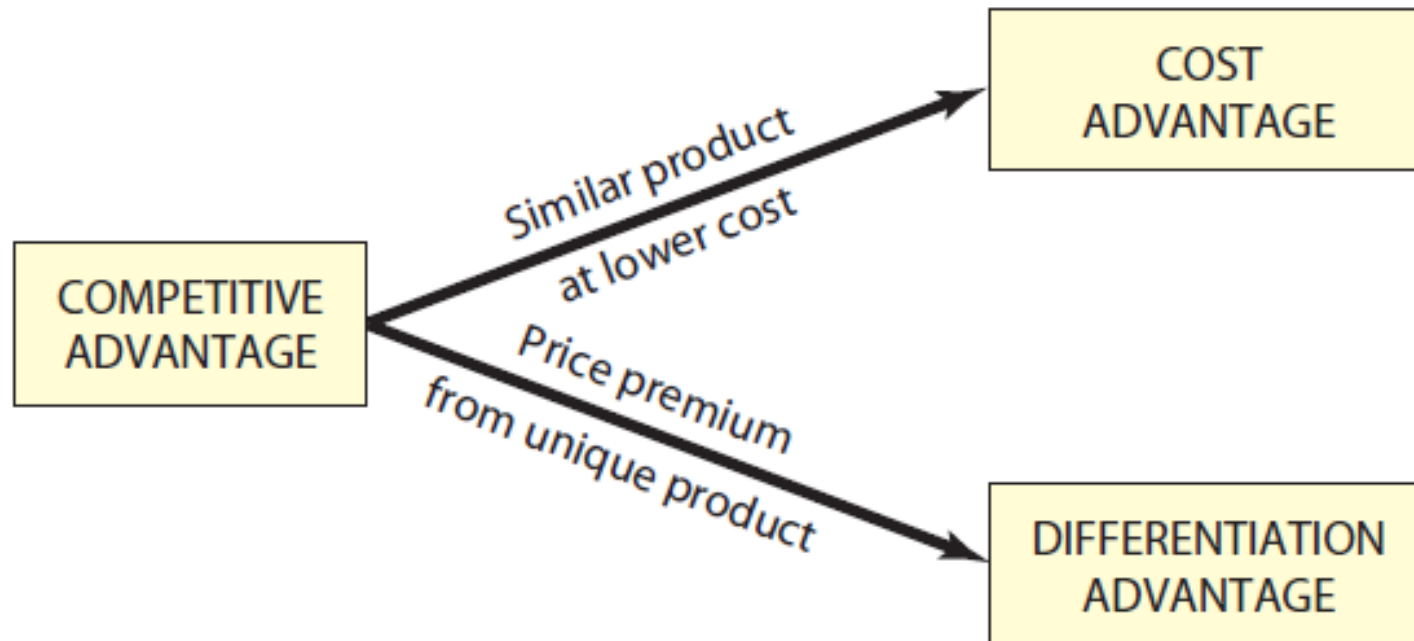 COST
ADVANTAGE
Similar product
at lower cost
COMPETITIVE
ADVANTAGE
Price premium
from unique product
DIFFERENTIATION
ADVANTAGE